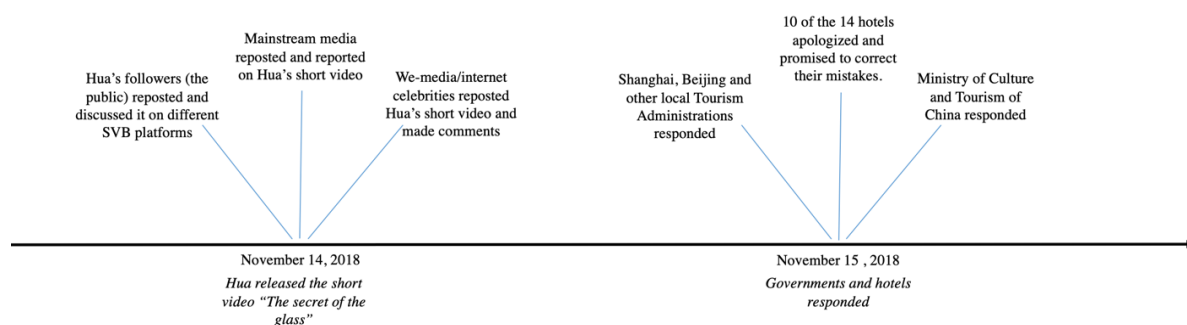 Hua's followers (the
public) reposted and
discussed it on different
SVB platforms
Mainstream media
reposted and reported
on Hua's short video
We-media/internet
celebrities reposted
Hua's short video and
made comments
Shanghai, Beijing and
other local Tourism
Administrations
responded
10 of the 14 hotels
apologized and
promised to correct
their mistakes.
Ministry of Culture
and Tourism of
China responded
November 14, 2018
Hua released the short
video “The secret of the
glass”
November 15 , 2018
Governments and hotels
responded